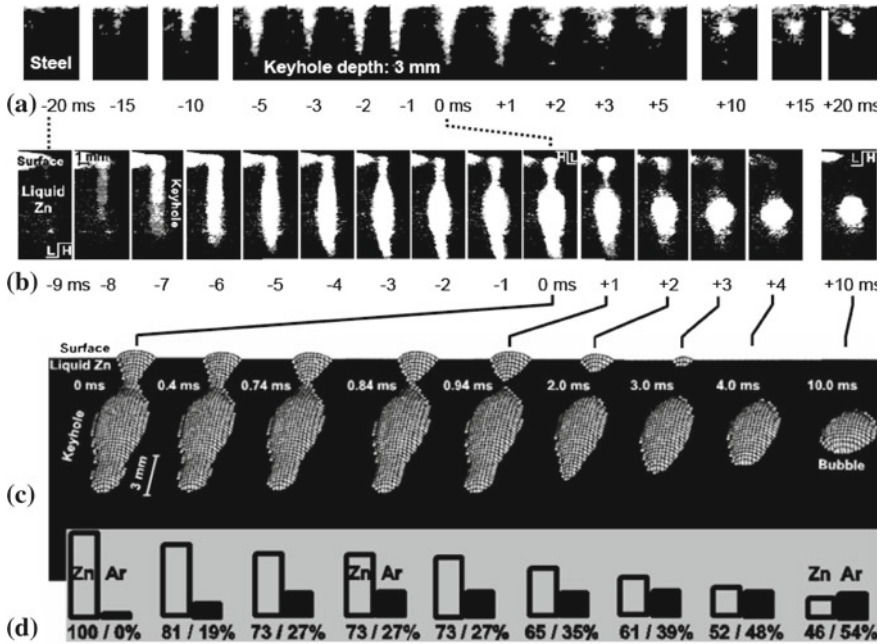 Steel
Keyhole depth: 3 mm
(a) -20 ms -15 -10 -5 -3 -2 -1 0 ms +1 +2 +3 +5 +10 +15 +20 ms
Surface 1 mm H L L H
Liquid Zn
Keyhole
L H
(b) -9 ms -8 -7 -6 -5 -4 -3 -2 -1 0 ms +1 +2 +3 +4 +10 ms
Surface
Liquid Zn
0 ms 0.4 ms 0.74 ms 0.84 ms 0.94 ms 2.0 ms 3.0 ms 4.0 ms 10.0 ms
Keyhole
3 mm
Bubble
(c)
Zn Ar Zn Ar Zn Ar
(d) 100 / 0% 81 / 19% 73 / 27% 73 / 27% 73 / 27% 65 / 35% 61 / 39% 52 / 48% 46 / 54%